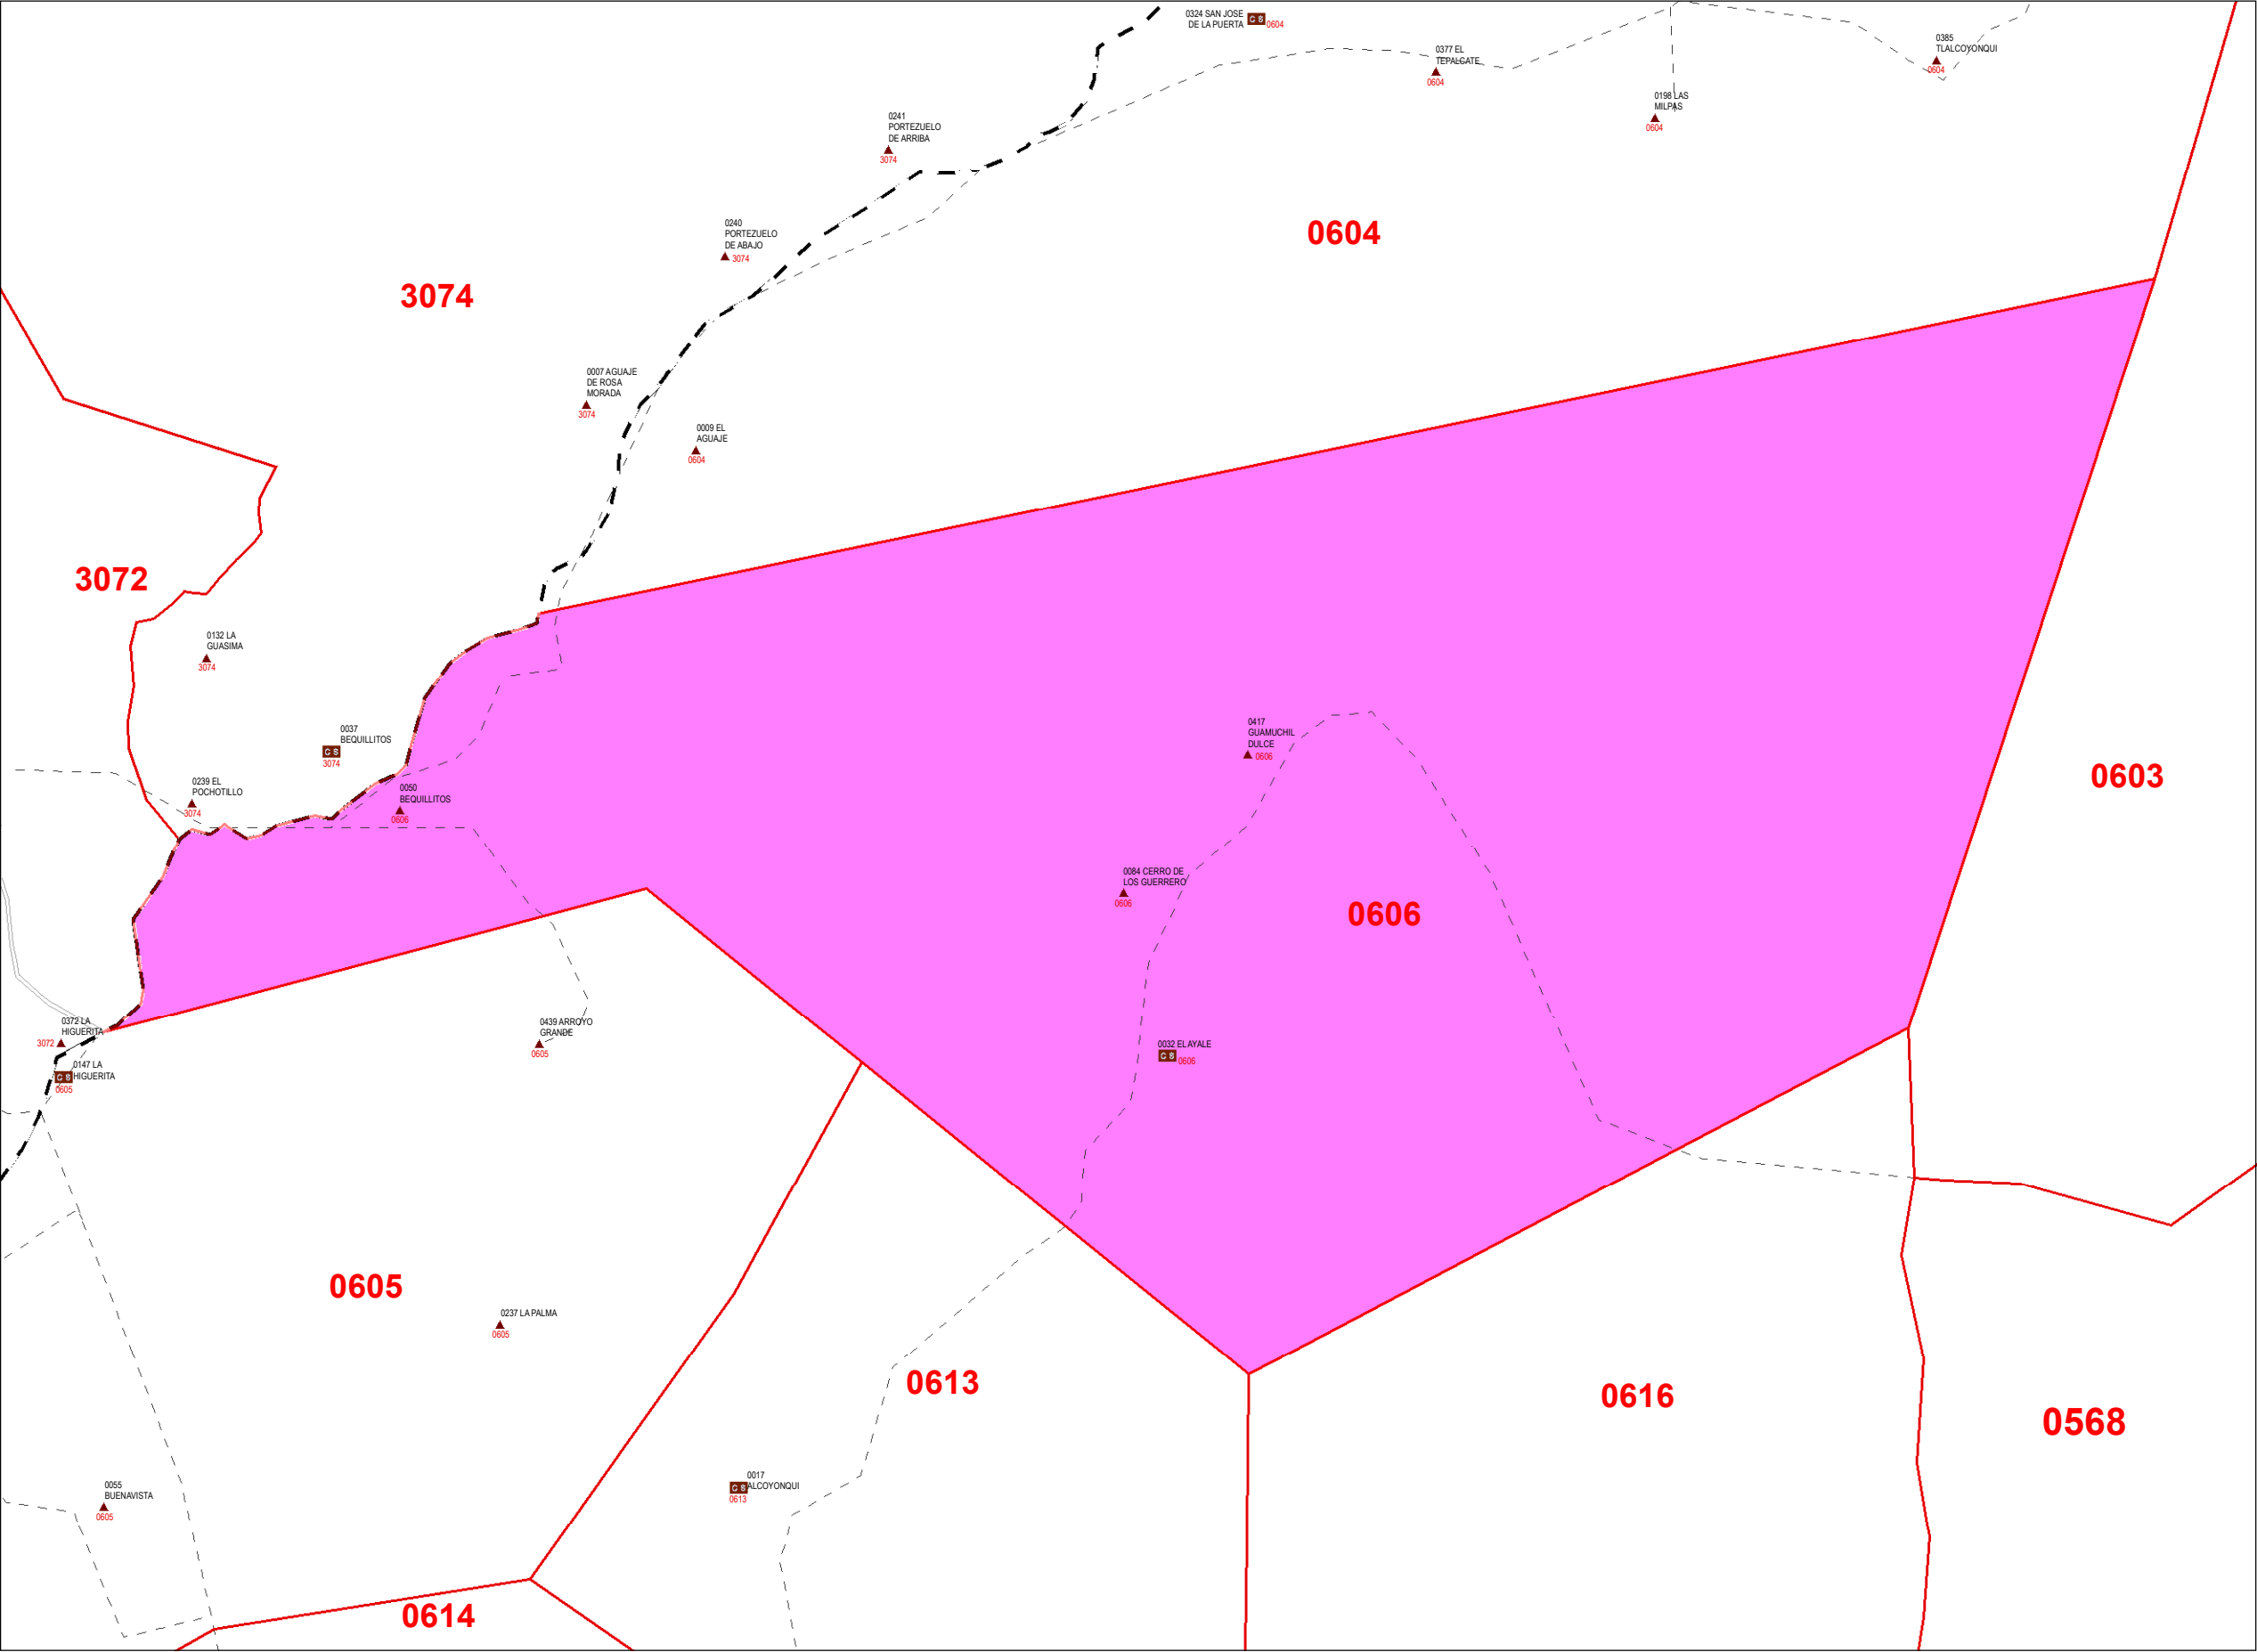 0324 SAN JOSE
DE LA PUERTA
C S
0604
0377 EL
TEPALCATE
0604
0385
TLALCOYONQUI
0604
0198 LAS
MILPAS
0604
0241
PORTEZUELO
DE ARRIBA
3074
0240
PORTEZUELO
DE ABAJO
3074
0604
3074
0007 AGUAJE
DE ROSA
MORADA
3074
0009 EL
AGUAJE
0604
3072
0132 LA
GUASIMA
3074
0037
BEQUILLITOS
C S
3074
0417
GUAMUCHIL
DULCE
0606
0603
0239 EL
POCHOTILLO
3074
0050
BEQUILLITOS
0606
0084 CERRO DE
LOS GUERRERO
0606
0606
0372 LA
HIGUERITA
3072
0147 LA
HIGUERITA
C S
0605
0439 ARROYO
GRANDE
0605
0032 EL AYALE
C S
0606
0605
0237 LA PALMA
0605
0613
0616
0568
0055
BUENAVISTA
0605
0017
ALCOYONQUI
C S
0613
0614